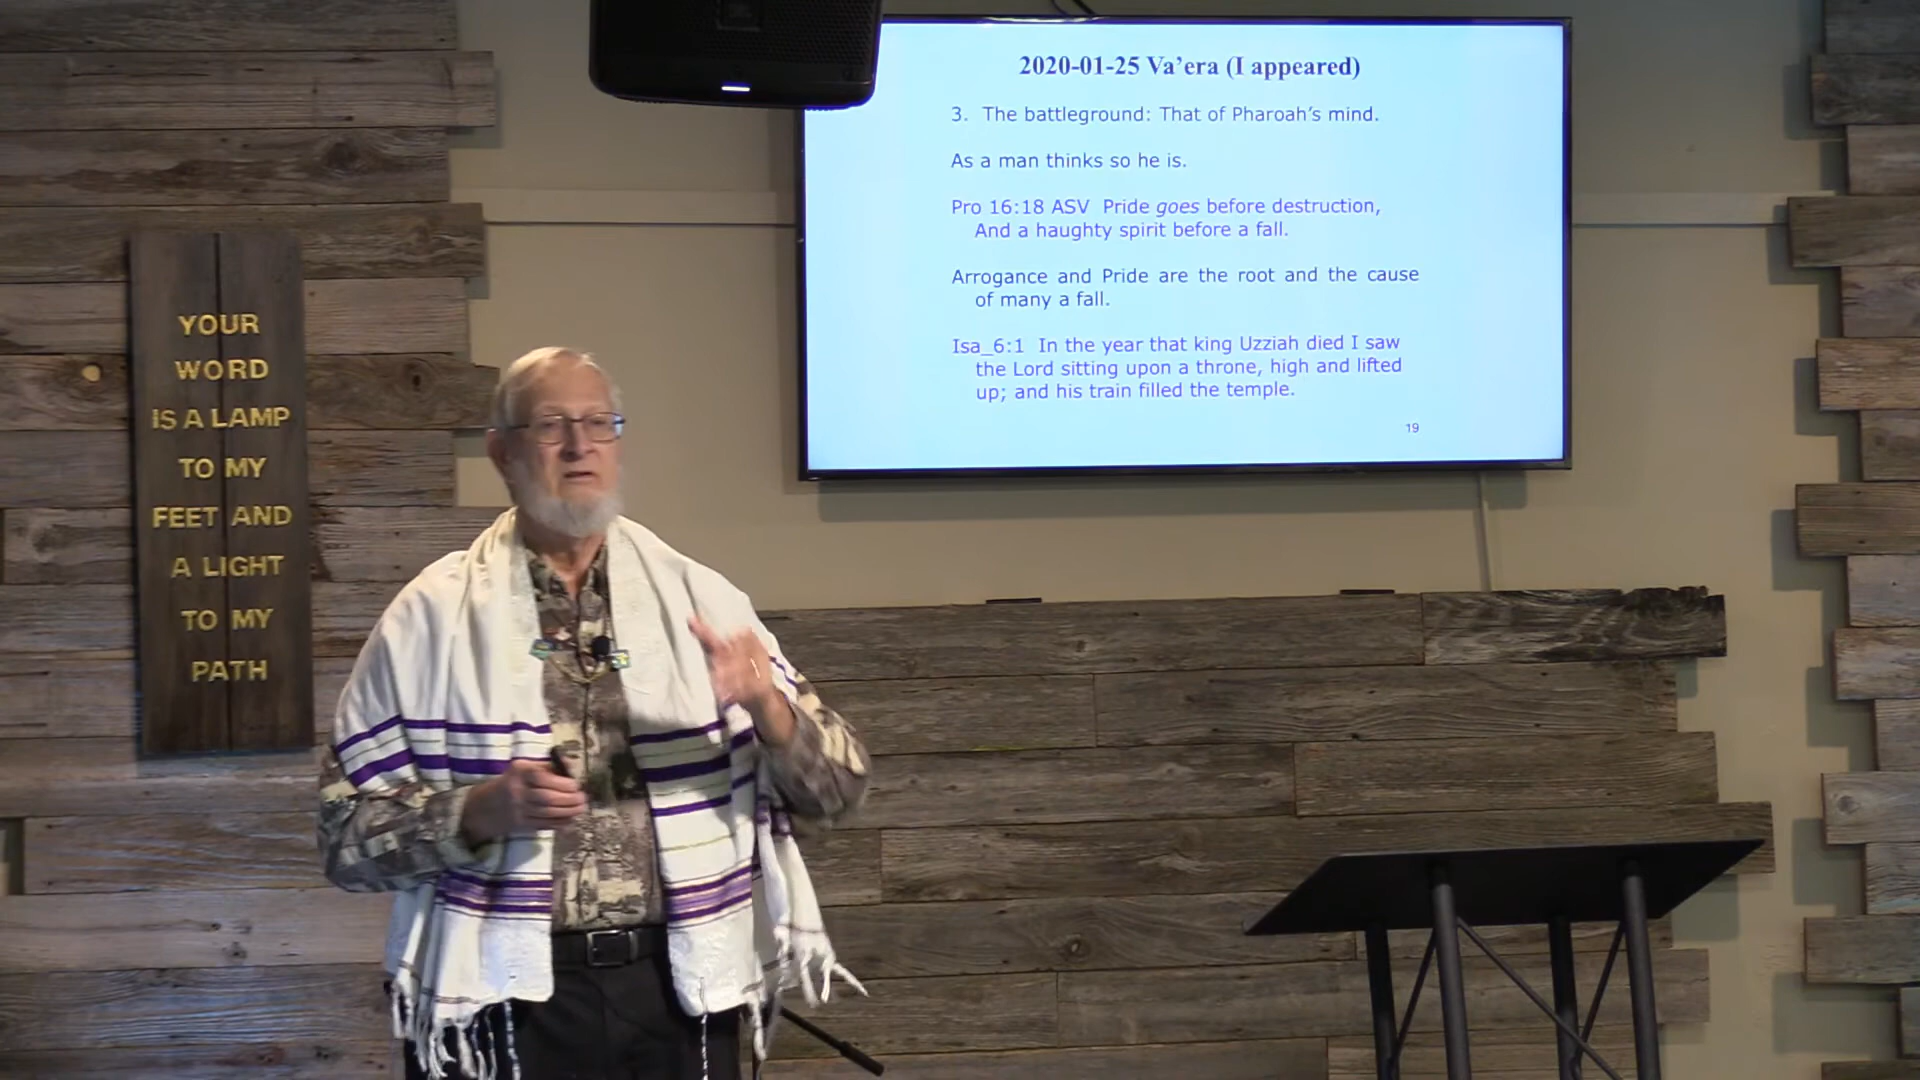 2020-01-25 Va’era (I appeared)
3. The battleground: That of Pharoah’s mind.
As a man thinks so he is.
Pro 16:18 ASV Pride goes before destruction,
And a haughty spirit before a fall.
Arrogance and Pride are the root and the cause
of many a fall.
Isa_6:1 In the year that king Uzziah died I saw
the Lord sitting upon a throne, high and lifted
up; and his train filled the temple.
19
YOUR
WORD
IS A LAMP
TO MY
FEET AND
A LIGHT
TO MY
PATH